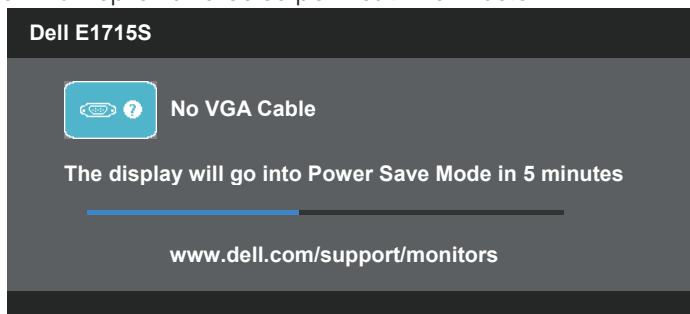 Dell E1715S
No VGA Cable
The display will go into Power Save Mode in 5 minutes
www.dell.com/support/monitors